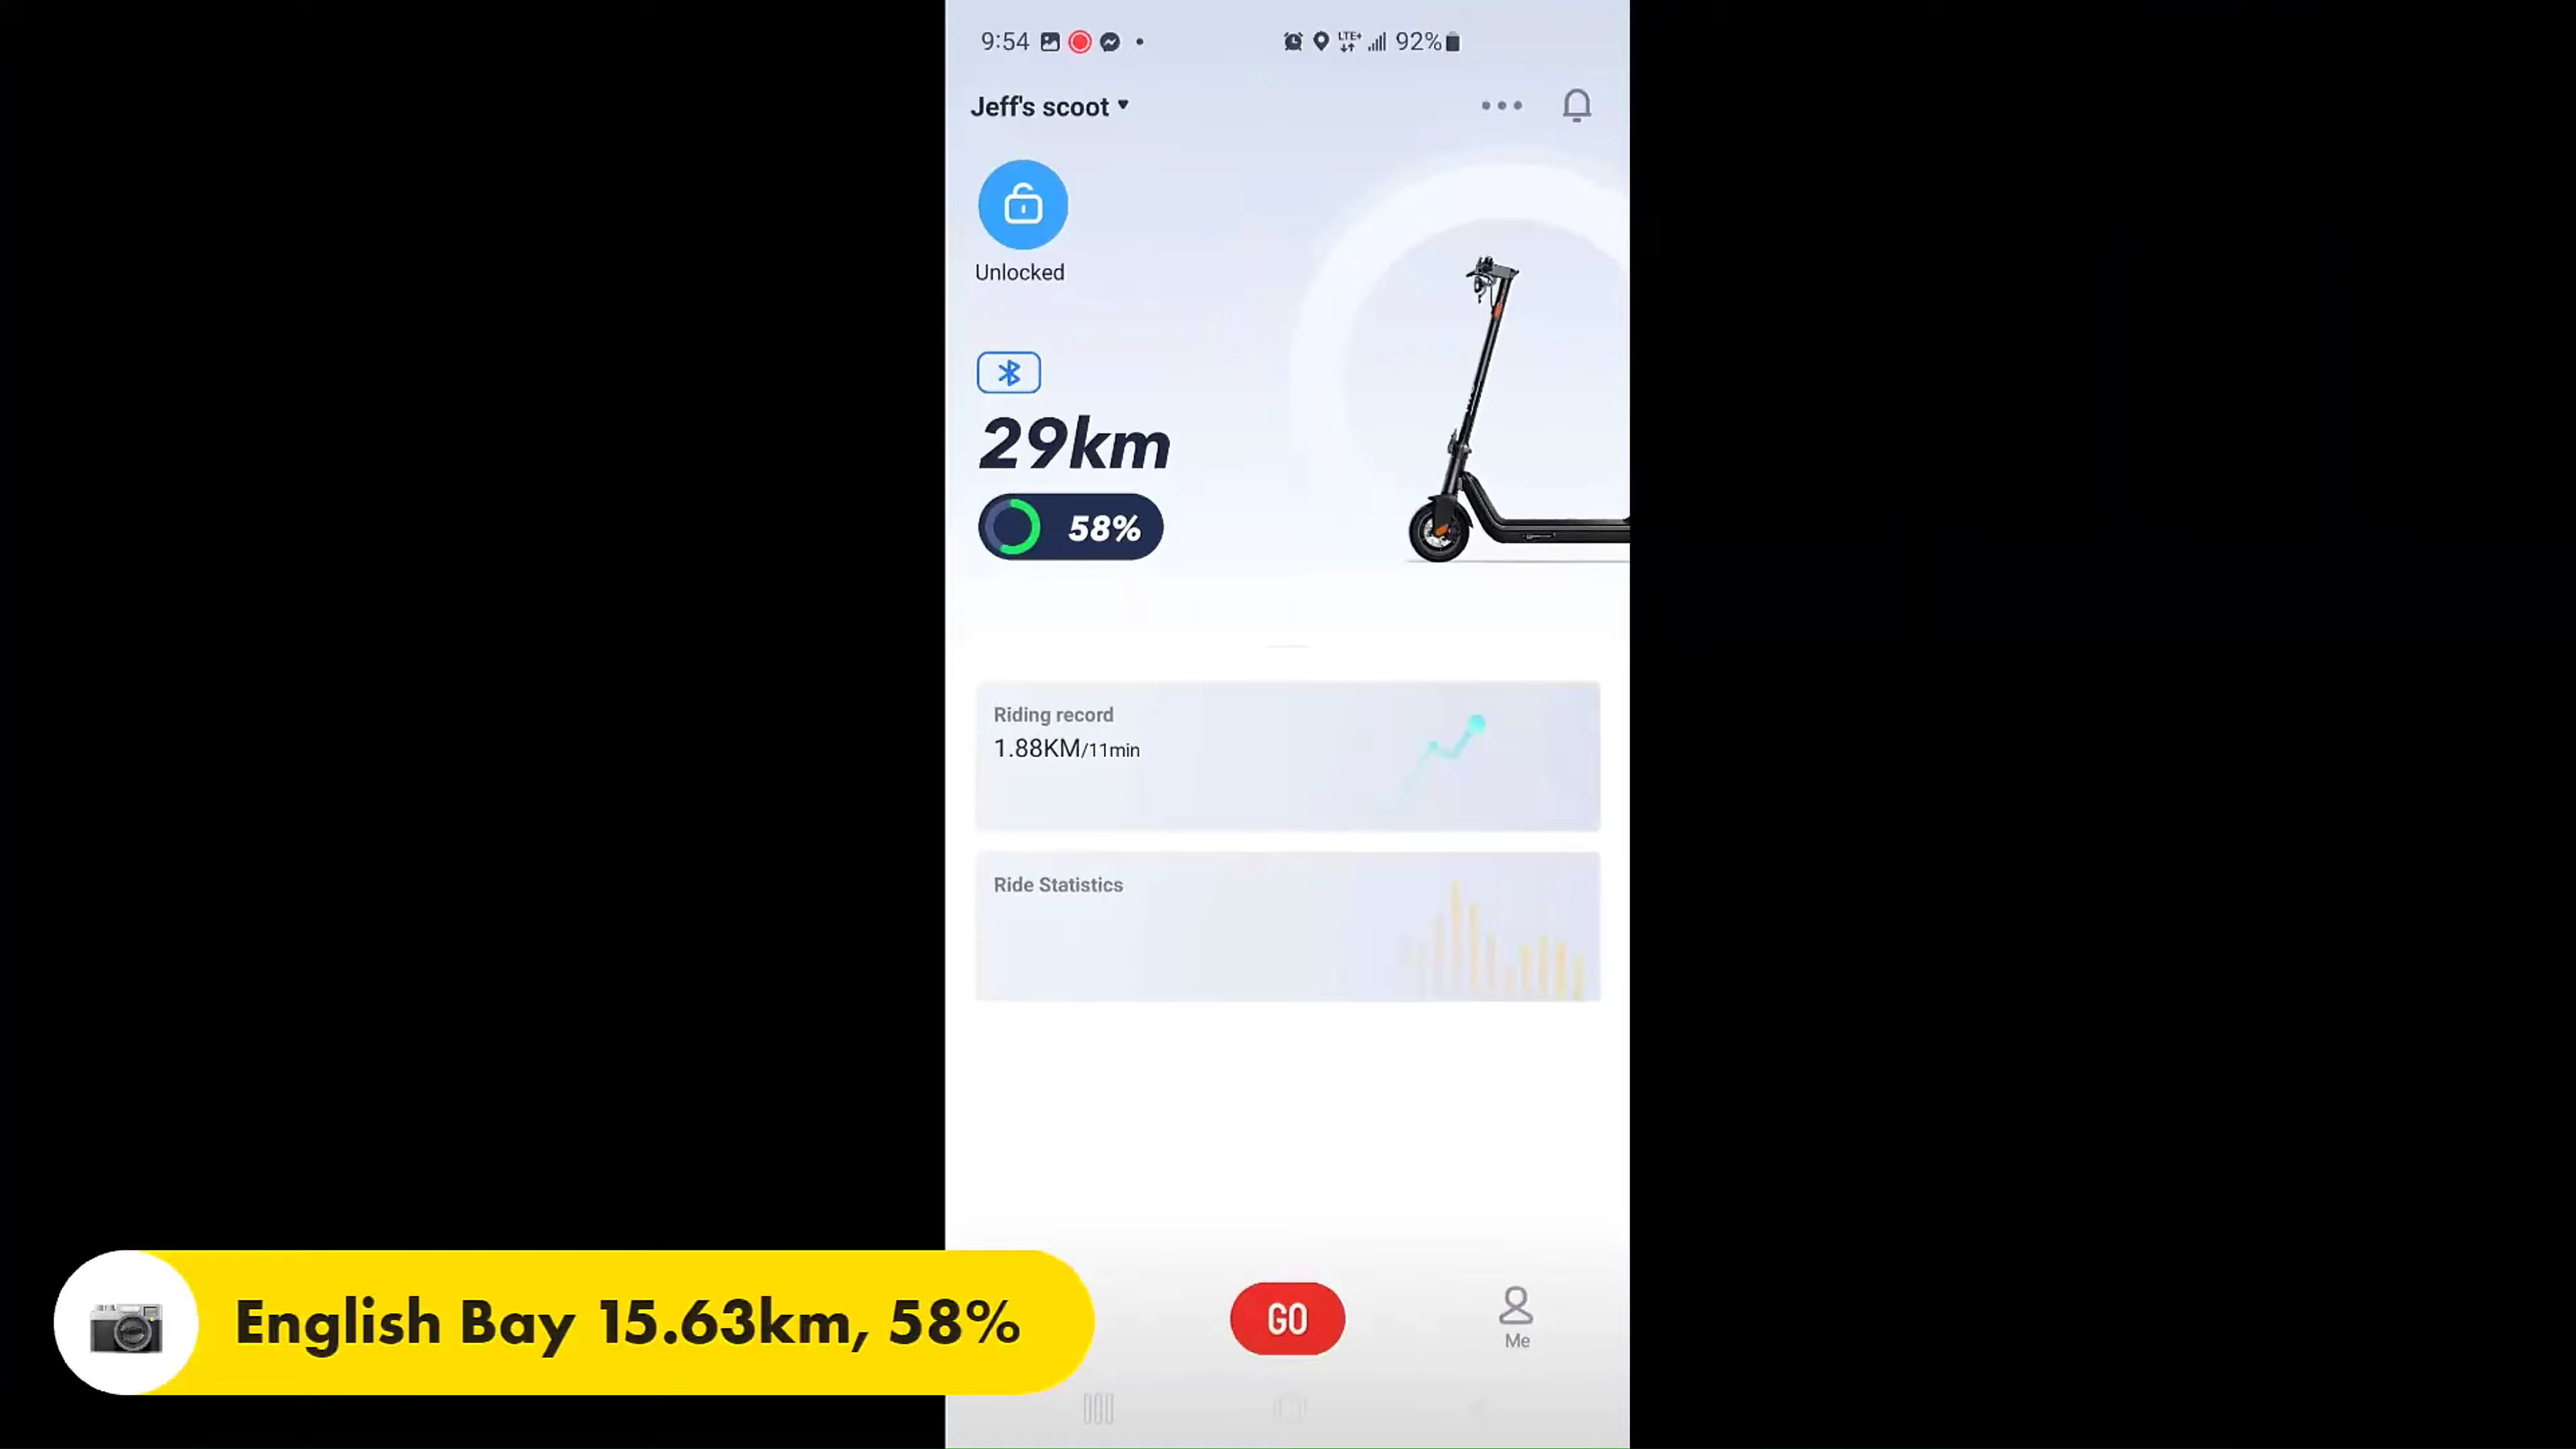 9:54
LTE+
92%
Jeff's scoot
Unlocked
29km
58%
Riding record
1.88KM/11min
Ride Statistics
GO
Me
English Bay 15.63km, 58%